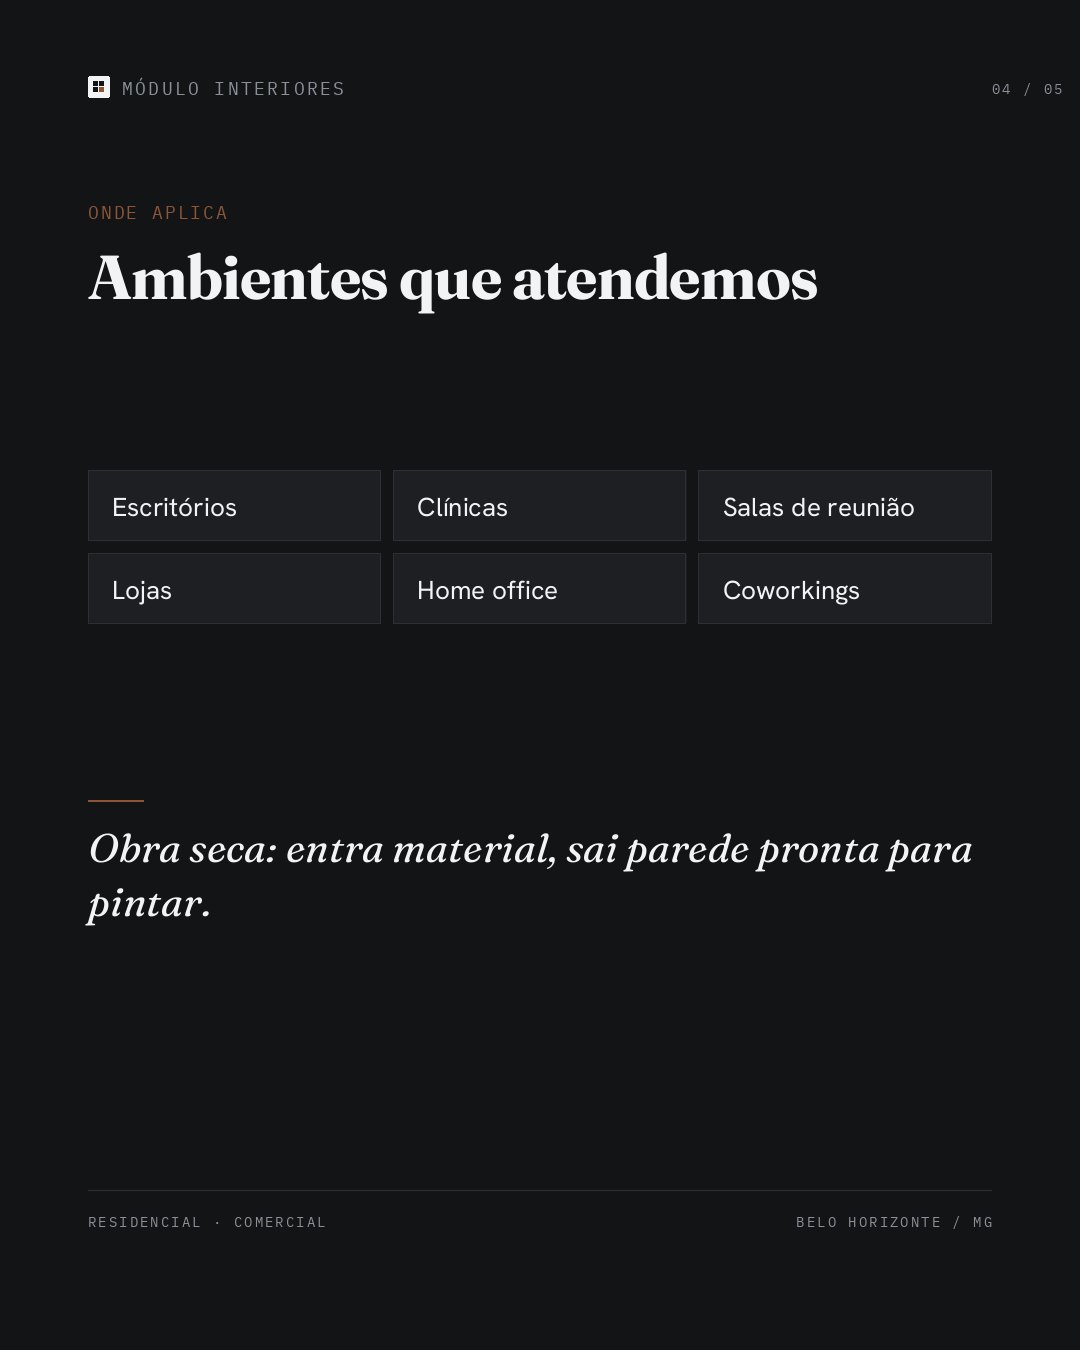 MÓDULO INTERIORES
04 / 05
ONDE APLICA
Ambientes que atendemos
Escritórios
Clínicas
Salas de reunião
Lojas
Home office
Coworkings
Obra seca: entra material, sai parede pronta para
pintar.
RESIDENCIAL · COMERCIAL
BELO HORIZONTE / MG